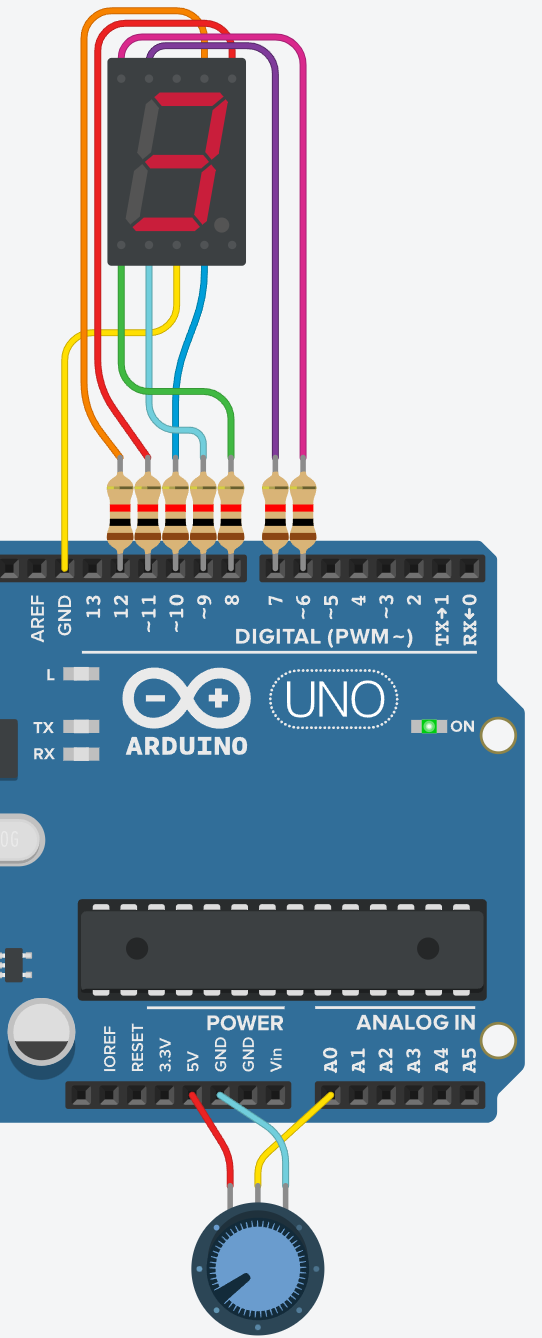 3
AREF
GND
13
12
~11
~10
~9
8
7
~6
~5
4
~3
2
TX→1
RX←0
DIGITAL (PWM~)
L
TX
RX
ARDUINO
UNO
ON
0G
POWER
ANALOG IN
IOREF
RESET
3.3V
5V
GND
GND
Vin
A0
A1
A2
A3
A4
A5